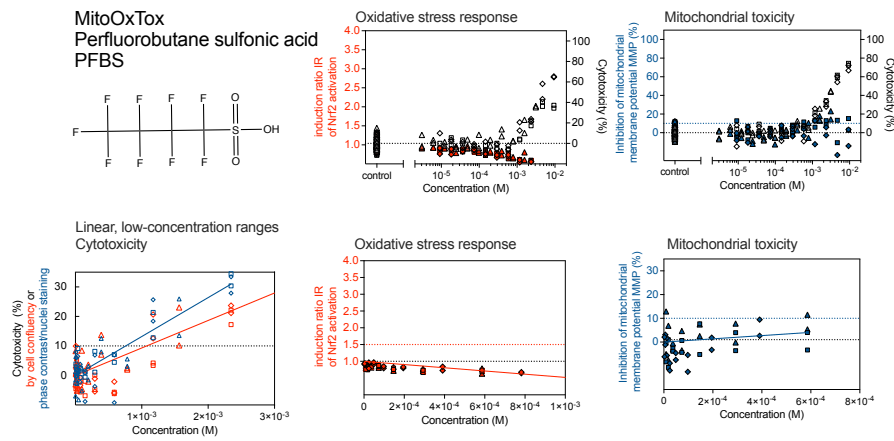 MitoOxTox
Perfluorobutane sulfonic acid
PFBS
F F F F O
F S OH
F F F F O
Oxidative stress response
induction ratio IR
of Nrf2 activation
4.0
3.5
3.0
2.5
2.0
1.5
1.0
100
80
60
40
20
0
Cytotoxicity (%)
control
10-5
10-4
10-3
10-2
Concentration (M)
Mitochondrial toxicity
Inhibition of mitochondrial
membrane potential MMP (%)
100
80
60
40
20
0
100
80
60
40
20
0
Cytotoxicity (%)
control
10-5
10-4
10-3
10-2
Concentration (M)
Linear, low-concentration ranges
Cytotoxicity
Cytotoxicity (%)
by cell confluency or
phase contrast/nuclei staining
30
20
10
0
0
1×10-3
2×10-3
3×10-3
Concentration (M)
Oxidative stress response
induction ratio IR
of Nrf2 activation
4.0
3.5
3.0
2.5
2.0
1.5
1.0
0
2×10-4
4×10-4
6×10-4
8×10-4
1×10-3
Concentration (M)
Mitochondrial toxicity
Inhibition of mitochondrial
membrane potential MMP (%)
30
20
10
0
0
2×10-4
4×10-4
6×10-4
8×10-4
Concentration (M)